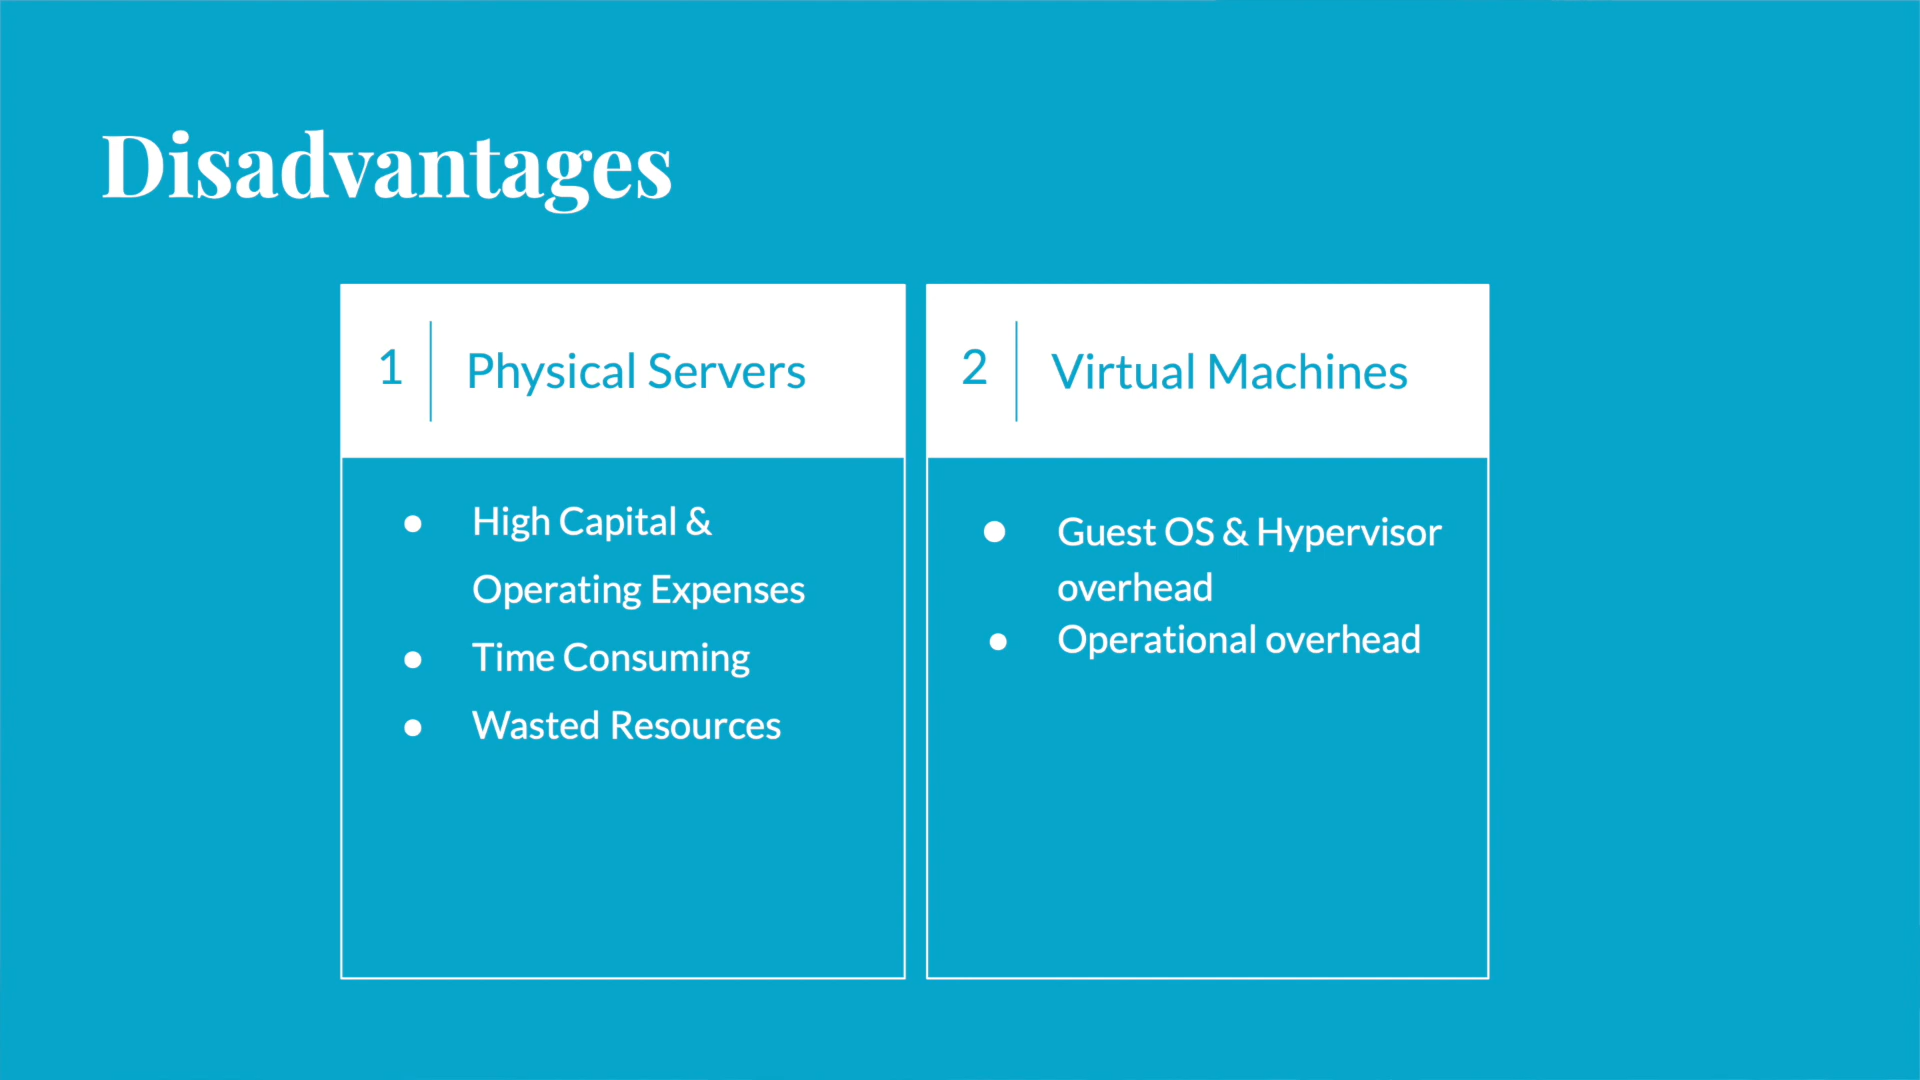 Disadvantages
1
Physical Servers
● High Capital &
Operating Expenses
● Time Consuming
● Wasted Resources
2
Virtual Machines
● Guest OS & Hypervisor
overhead
● Operational overhead